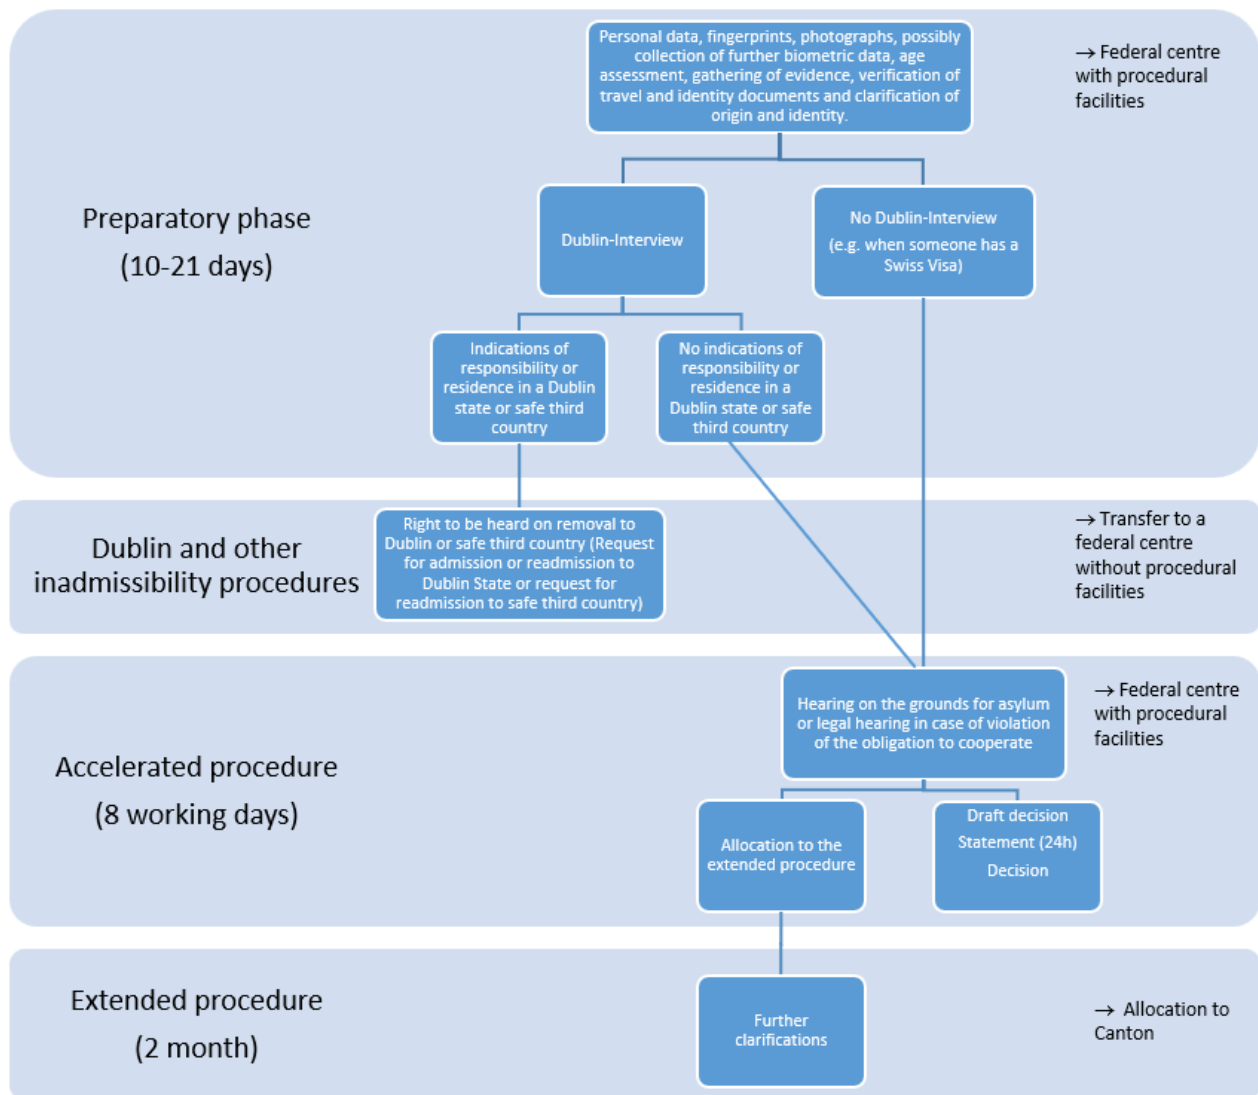 Personal data, fingerprints, photographs, possibly
collection of further biometric data, age
assessment, gathering of evidence, verification of
travel and identity documents and clarification of
origin and identity.
→ Federal centre
with procedural
facilities
Preparatory phase
(10-21 days)
Dublin-Interview
No Dublin-Interview
(e.g. when someone has a
Swiss Visa)
Indications of
responsibility or
residence in a Dublin
state or safe third
country
No indications of
responsibility or
residence in a
Dublin state or safe
third country
Dublin and other
inadmissibility procedures
Right to be heard on removal to
Dublin or safe third country (Request
for admission or readmission to
Dublin State or request for
readmission to safe third country)
→ Transfer to a
federal centre
without procedural
facilities
Accelerated procedure
(8 working days)
Hearing on the grounds for asylum
or legal hearing in case of violation
of the obligation to cooperate
→ Federal centre
with procedural
facilities
Allocation to the
extended procedure
Draft decision
Statement (24h)
Decision
Extended procedure
(2 month)
Further
clarifications
→ Allocation to
Canton